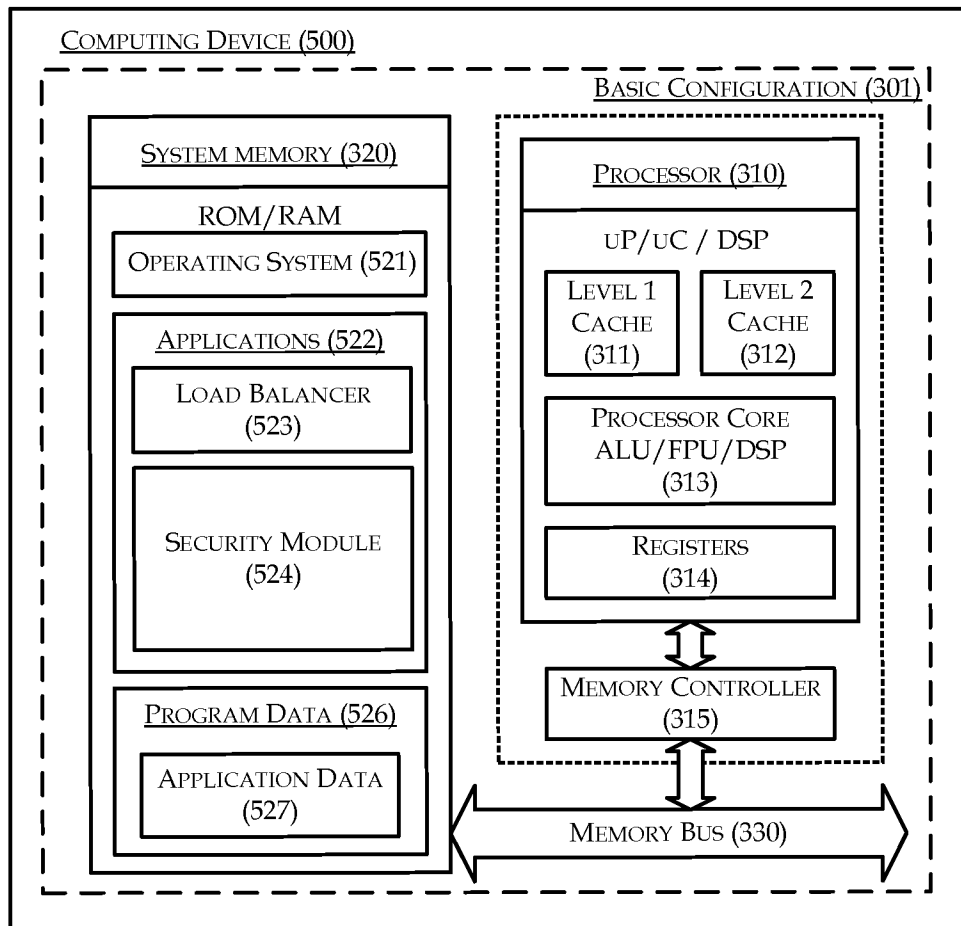 COMPUTING DEVICE (500)
BASIC CONFIGURATION (301)
SYSTEM MEMORY (320)
ROM/RAM
OPERATING SYSTEM (521)
APPLICATIONS (522)
LOAD BALANCER
(523)
SECURITY MODULE
(524)
PROGRAM DATA (526)
APPLICATION DATA
(527)
PROCESSOR (310)
UP/UC / DSP
LEVEL 1
CACHE
(311)
LEVEL 2
CACHE
(312)
PROCESSOR CORE
ALU/FPU/DSP
(313)
REGISTERS
(314)
MEMORY CONTROLLER
(315)
MEMORY BUS (330)